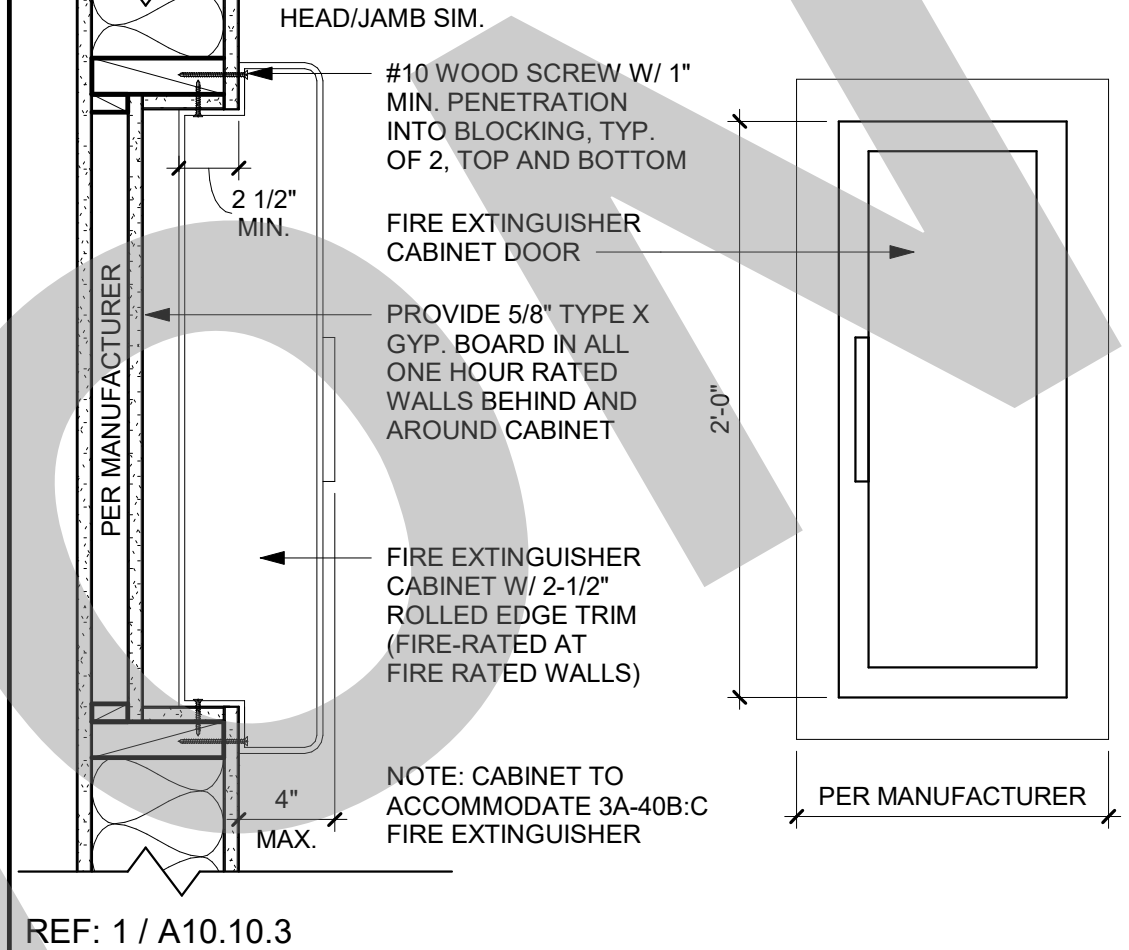 HEAD/JAMB SIM.
#10 WOOD SCREW W/ 1"
MIN. PENETRATION
INTO BLOCKING, TYP.
OF 2, TOP AND BOTTOM
2 1/2"
MIN.
FIRE EXTINGUISHER
CABINET DOOR
PER MANUFACTURER
PROVIDE 5/8" TYPE X
GYP. BOARD IN ALL
ONE HOUR RATED
WALLS BEHIND AND
AROUND CABINET
2'-0"
FIRE EXTINGUISHER
CABINET W/ 2-1/2"
ROLLED EDGE TRIM
(FIRE-RATED AT
FIRE RATED WALLS)
NOTE: CABINET TO
ACCOMMODATE 3A-40B:C
FIRE EXTINGUISHER
4"
MAX.
PER MANUFACTURER
REF: 1 / A10.10.3